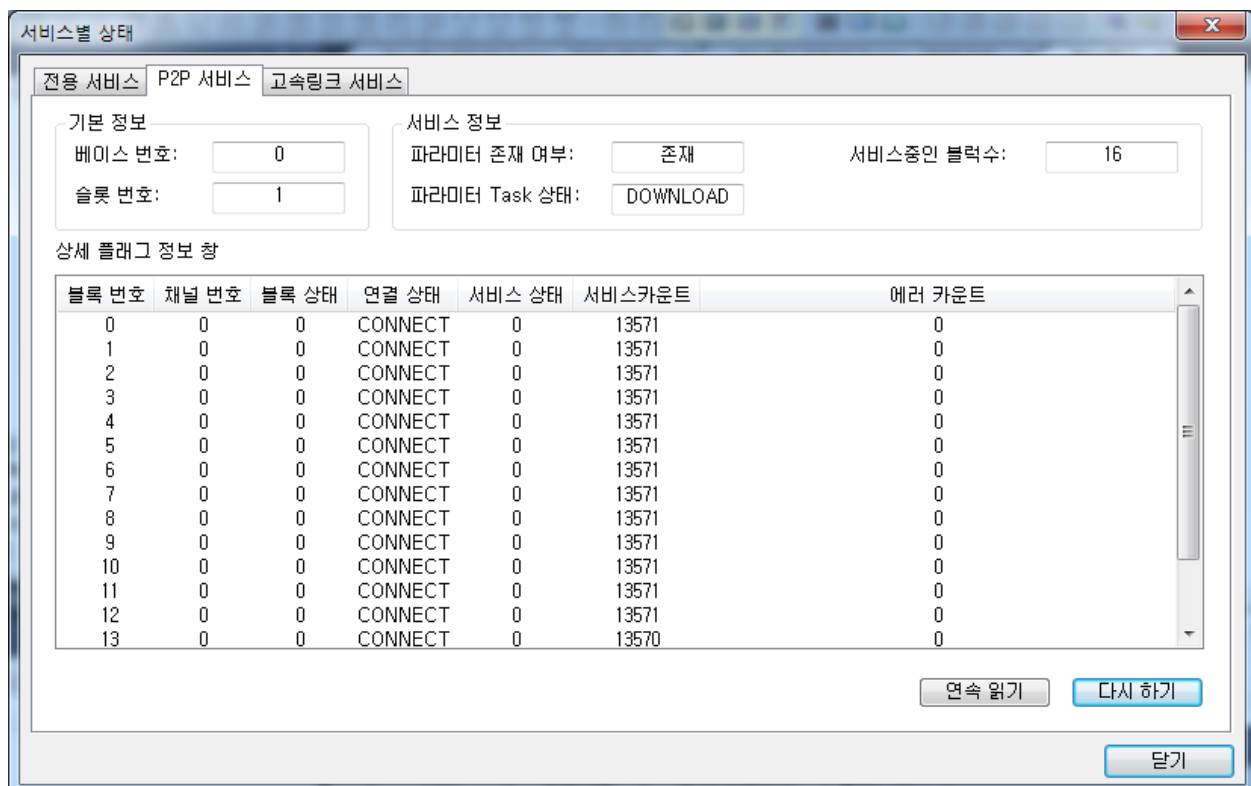 서비스별 상태
전용 서비스 P2P 서비스 고속링크 서비스
기본 정보 서비스 정보
베이스 번호: 0 파라미터 존재 여부: 존재 서비스중인 블럭수: 16
슬롯 번호: 1 파라미터 Task 상태: DOWNLOAD
상세 플래그 정보 창
블록 번호 채널 번호 블록 상태 연결 상태 서비스 상태 서비스카운트 에러 카운트
0 0 0 CONNECT 0 13571 0
1 0 0 CONNECT 0 13571 0
2 0 0 CONNECT 0 13571 0
3 0 0 CONNECT 0 13571 0
4 0 0 CONNECT 0 13571 0
5 0 0 CONNECT 0 13571 0
6 0 0 CONNECT 0 13571 0
7 0 0 CONNECT 0 13571 0
8 0 0 CONNECT 0 13571 0
9 0 0 CONNECT 0 13571 0
10 0 0 CONNECT 0 13571 0
11 0 0 CONNECT 0 13571 0
12 0 0 CONNECT 0 13571 0
13 0 0 CONNECT 0 13570 0
연속 읽기 다시 하기
닫기